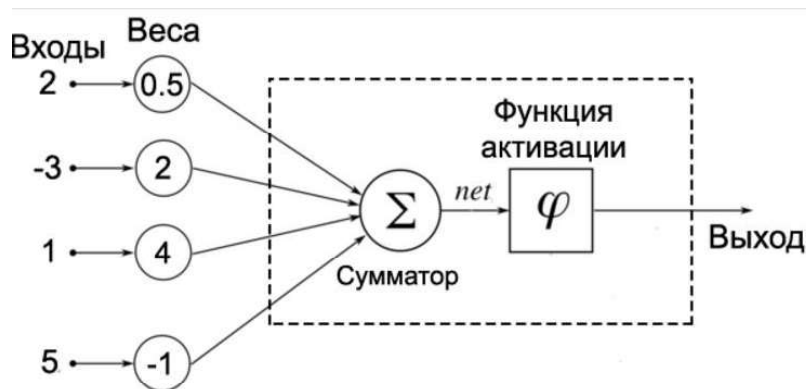 Входы
Веса
2
0.5
-3
2
1
4
5
-1
Σ
Сумматор
net
Функция
активации
φ
Выход